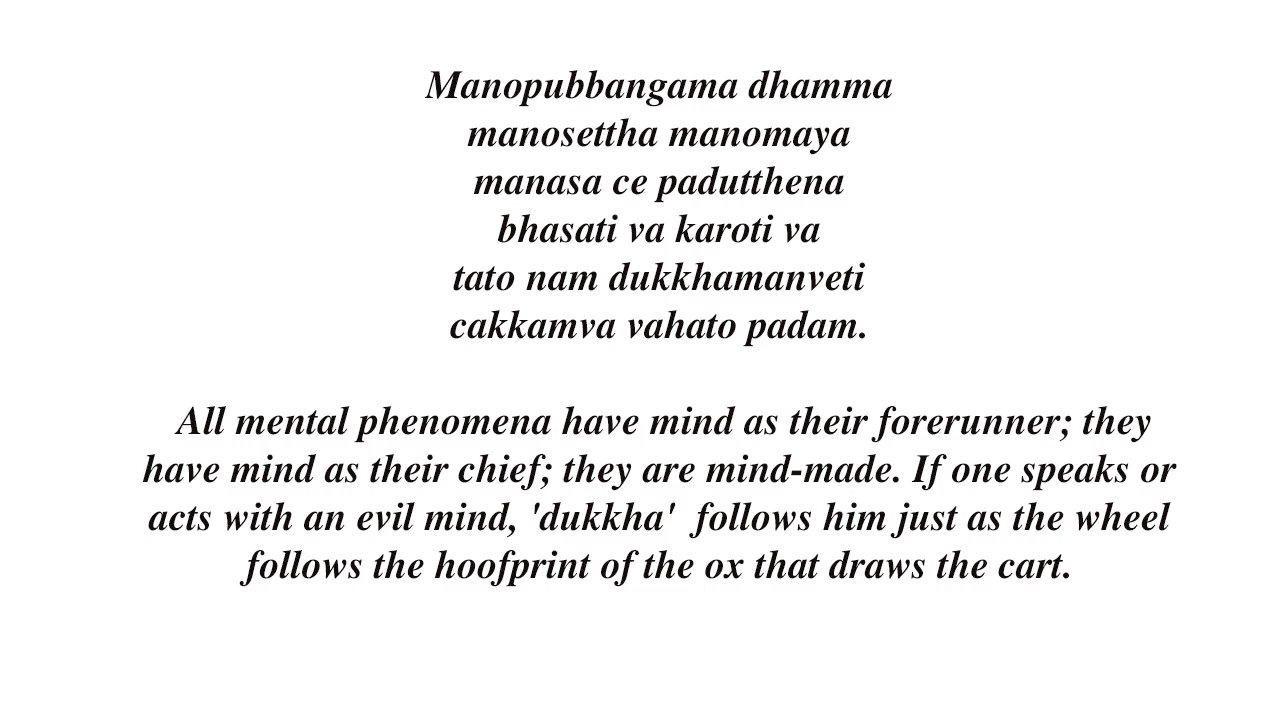 Manopubbangama dhamma
manosettha manomaya
manasa ce padutthena
bhasati va karoti va
tato nam dukkhamanveti
cakkamva vahato padam.
All mental phenomena have mind as their forerunner; they
have mind as their chief; they are mind-made. If one speaks or
acts with an evil mind, 'dukkha'  follows him just as the wheel
follows the hoofprint of the ox that draws the cart.